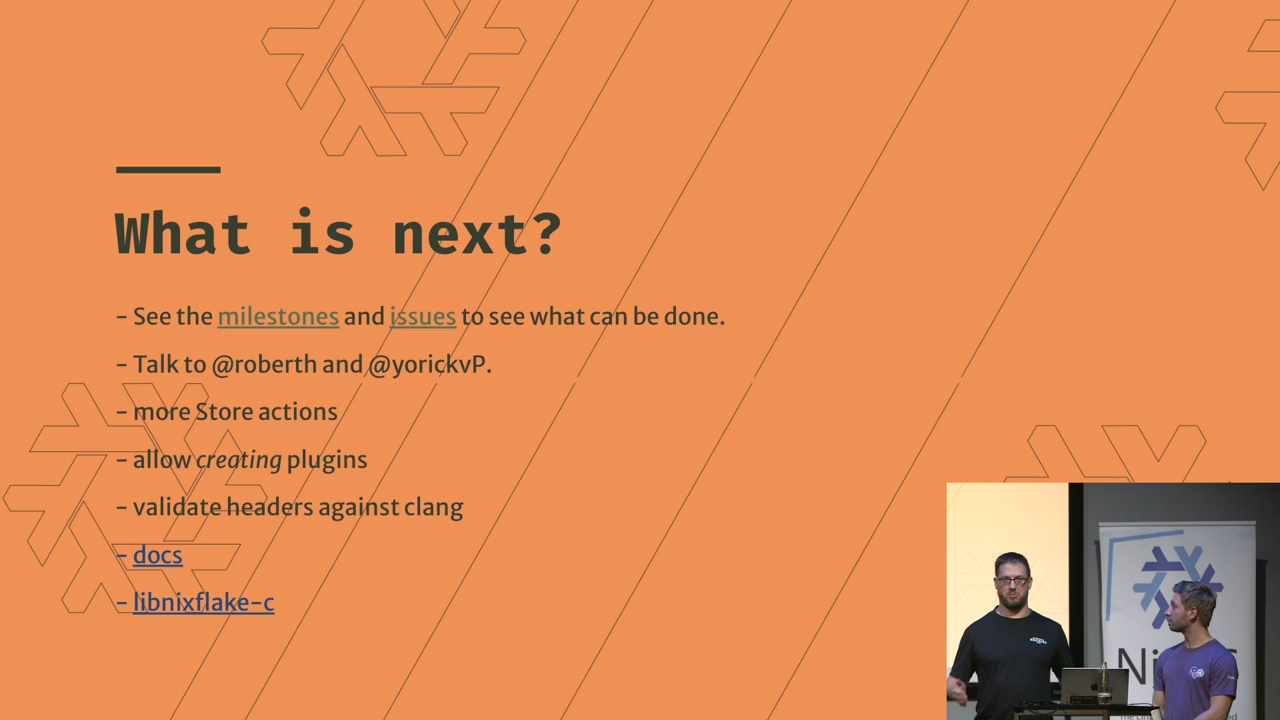 What is next?
– See the milestones and issues to see what can be done.
– Talk to @roberth and @yorickvP.
– more Store actions
– allow creating plugins
– validate headers against clang
– docs
– libnixflake-c